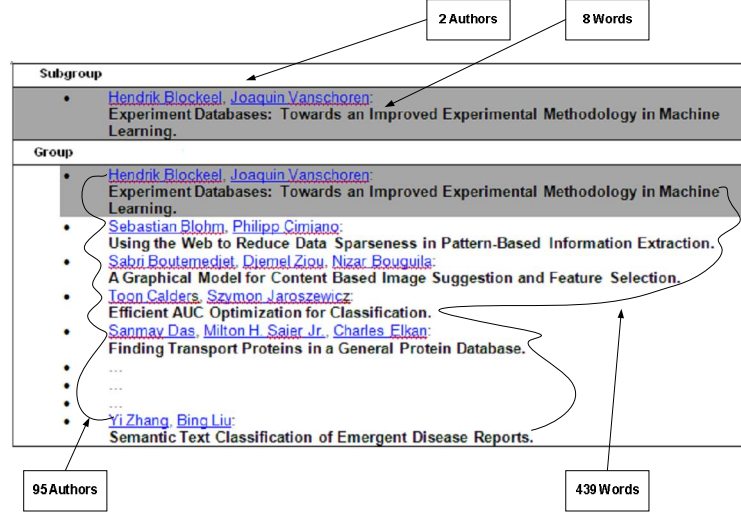 2 Authors
8 Words
Subgroup
• Hendrik Blockeel, Joaquin Vanschoren:
Experiment Databases: Towards an Improved Experimental Methodology in Machine
Learning.
Group
• Hendrik Blockeel, Joaquin Vanschoren:
Experiment Databases: Towards an Improved Experimental Methodology in Machine
Learning.
• Sebastian Blohm, Philipp Cimiano:
Using the Web to Reduce Data Sparseness in Pattern-Based Information Extraction.
• Sabri Boutemedjet, Djemel Ziou, Nizar Bouguila:
A Graphical Model for Content Based Image Suggestion and Feature Selection.
• Toon Calders, Szymon Jaroszewicz:
Efficient AUC Optimization for Classification.
• Sanmay Das, Milton H. Saier Jr., Charles Elkan:
Finding Transport Proteins in a General Protein Database.
• ...
• ...
• ...
• Yi Zhang, Bing Liu:
Semantic Text Classification of Emergent Disease Reports.
95 Authors
439 Words